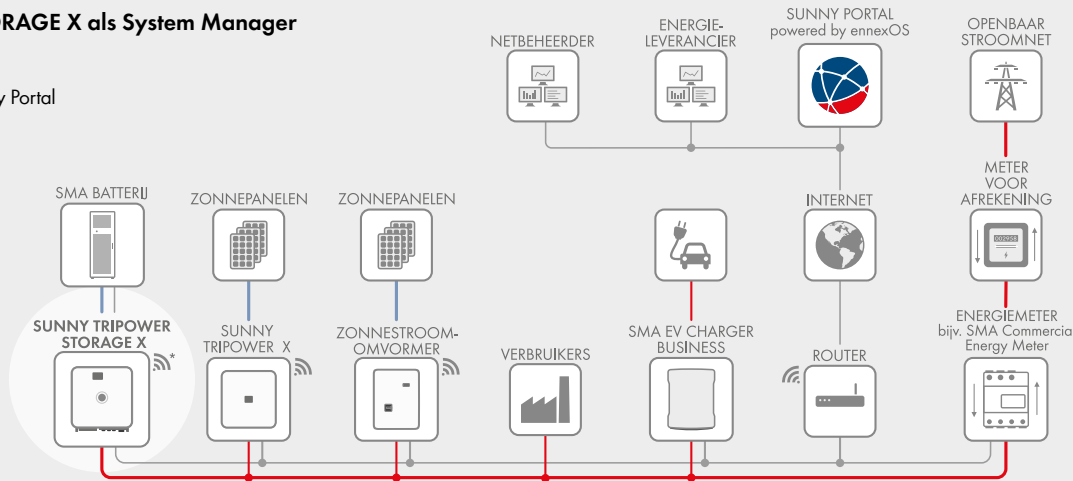 RAGE X als System Manager
y Portal
NETBEHEERDER
ENERGIE-
LEVERANCIER
SUNNY PORTAL
powered by ennexOS
OPENBAAR
STROOMNET
SMA BATTERIJ
ZONNEPANELEN
ZONNEPANELEN
INTERNET
METER
VOOR
AFREKENING
SUNNY TRIPOWER
STORAGE X
*
SUNNY
TRIPOWER X
ZONNESTROOM-
OMVORMER
VERBRUIKERS
SMA EV CHARGER
BUSINESS
ROUTER
ENERGIEMETER
bijv. SMA Commercia
Energy Meter